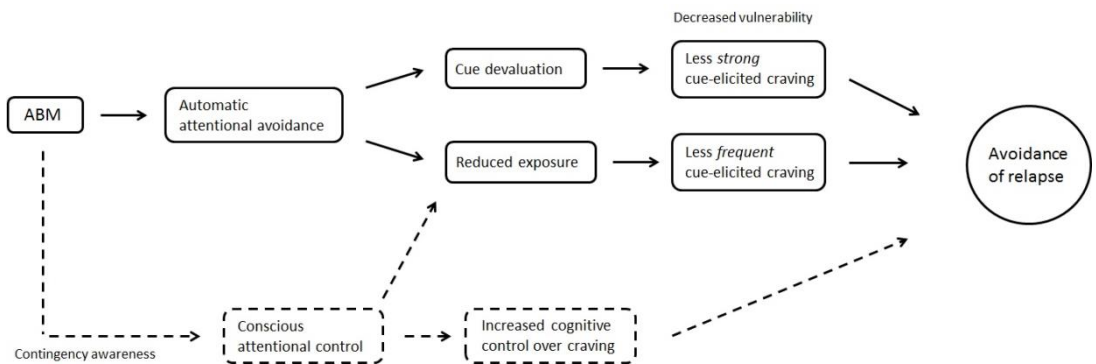 Decreased vulnerability
Cue devaluation
Less strong
cue-elicited craving
ABM
Automatic
attentional avoidance
Reduced exposure
Less frequent
cue-elicited craving
Avoidance
of relapse
Conscious
attentional control
Increased cognitive
control over craving
Contingency awareness